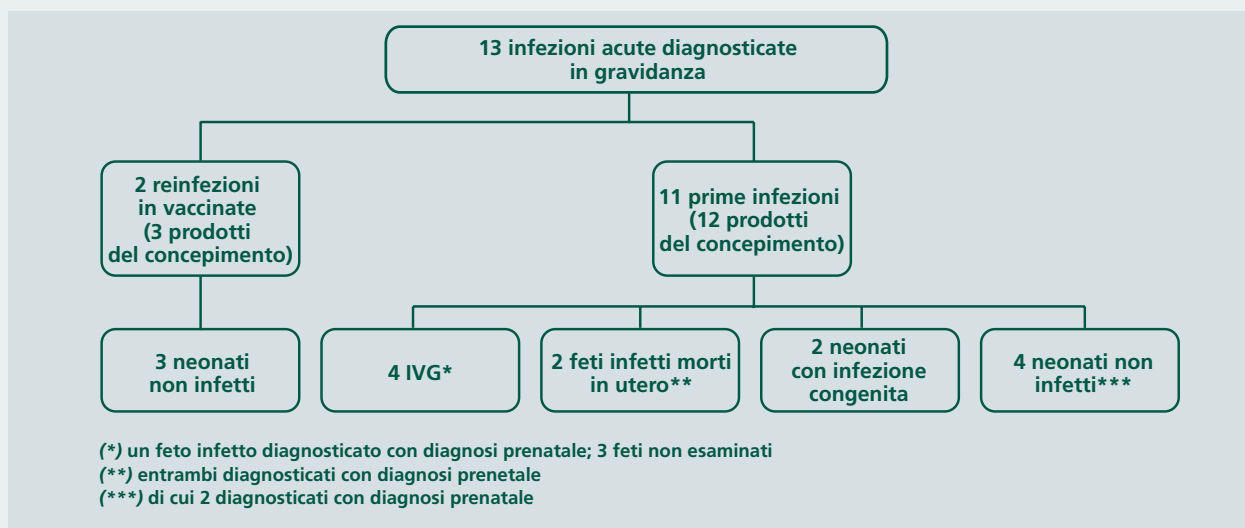 13 infezioni acute diagnosticate
in gravidanza
2 reinfezioni
in vaccinate
(3 prodotti
del concepimento)
11 prime infezioni
(12 prodotti
del concepimento)
3 neonati
non infetti
4 IVG*
2 feti infetti morti
in utero**
2 neonati
con infezione
congenita
4 neonati non
infetti***
(*) un feto infetto diagnosticato con diagnosi prenatale; 3 feti non esaminati
(**) entrambi diagnosticati con diagnosi prenetale
(***) di cui 2 diagnosticati con diagnosi prenatale